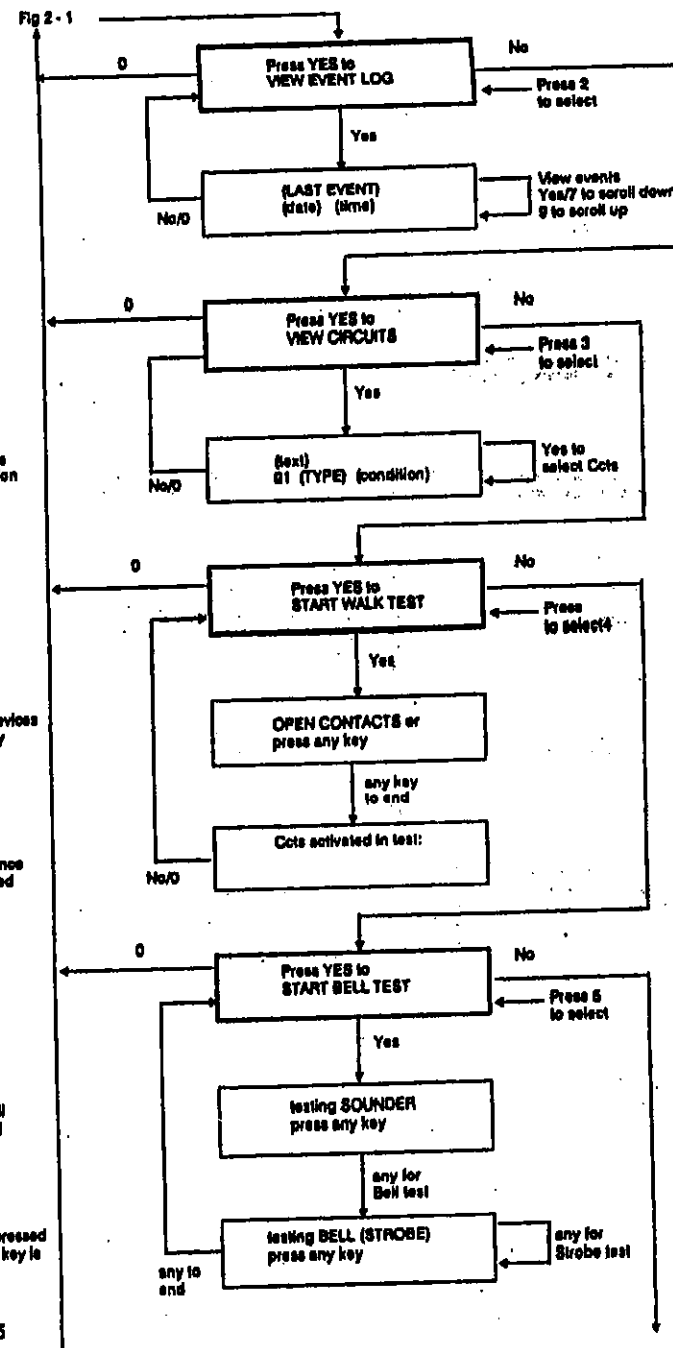 Fig 2 - 1
0
Press YES to
VIEW EVENT LOG
No
Press 2
to select
Yes
(LAST EVENT)
(date) (time)
View events
Yes/7 to scroll down
9 to scroll up
No/0
0
Press YES to
VIEW CIRCUITS
No
Press 3
to select
Yes
(text)
01 (TYPE) (condition)
Yes to
select Ccts
No/0
0
Press YES to
START WALK TEST
No
Press
to select4
Yes
OPEN CONTACTS or
press any key
any key
to end
Ccts activated in test:
No/0
0
Press YES to
START BELL TEST
No
Press 5
to select
Yes
testing SOUNDER
press any key
any for
Bell test
testing BELL (STROBE)
press any key
any for
Strobe test
any to
end
key is